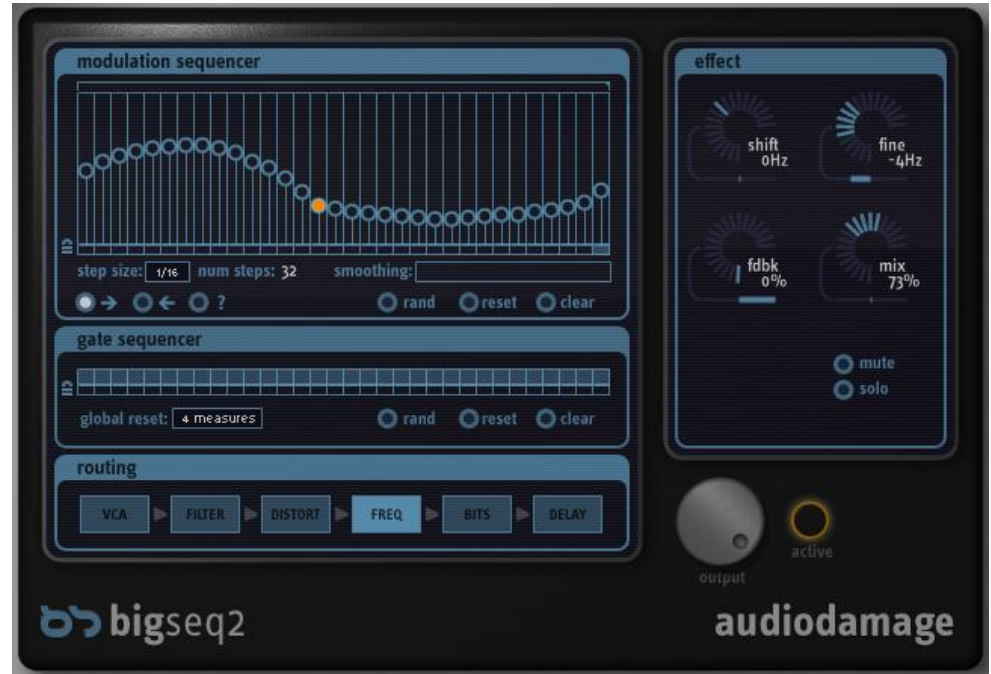 modulation sequencer
step size: 1/16 num steps: 32 smoothing:
→ ← ? rand reset clear
gate sequencer
global reset: 4 measures rand reset clear
routing
VCA FILTER DISTORT FREQ BITS DELAY
effect
shift
0Hz
fine
-4Hz
fdbk
0%
mix
73%
mute
solo
output
active
bigseq2
audiodamage